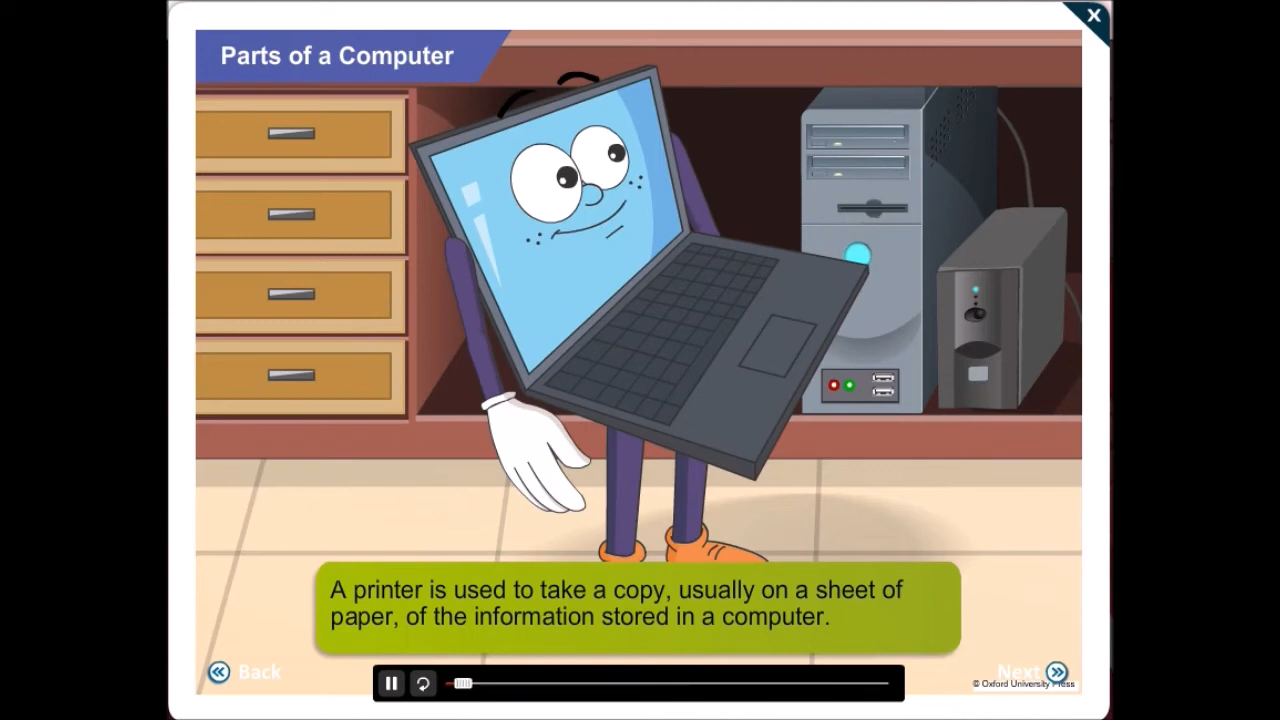 X
Parts of a Computer
A printer is used to take a copy, usually on a sheet of
paper, of the information stored in a computer.
Back
Next
© Oxford University Press